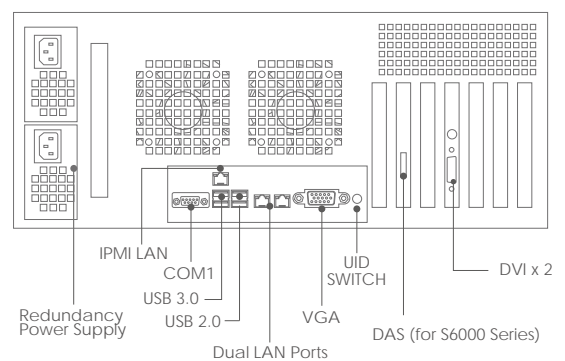 IPMI LAN
COM1
USB 3.0
USB 2.0
Redundancy
Power Supply
Dual LAN Ports
VGA
UID
SWITCH
DVI x 2
DAS (for S6000 Series)